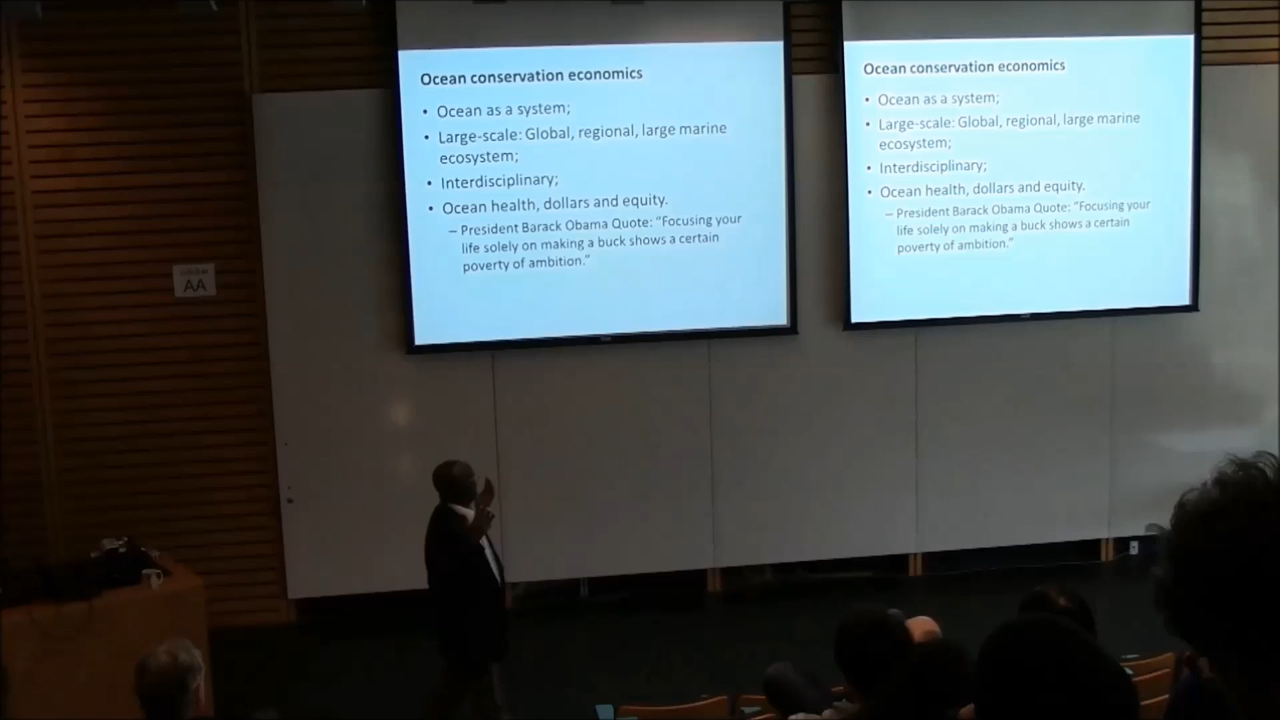 Ocean conservation economics
• Ocean as a system;
• Large-scale: Global, regional, large marine
ecosystem;
• Interdisciplinary;
• Ocean health, dollars and equity.
– President Barack Obama Quote: “Focusing your
life solely on making a buck shows a certain
poverty of ambition.”
Ocean conservation economics
• Ocean as a system;
• Large-scale: Global, regional, large marine
ecosystem;
• Interdisciplinary;
• Ocean health, dollars and equity.
– President Barack Obama Quote: “Focusing your
life solely on making a buck shows a certain
poverty of ambition.”
AA